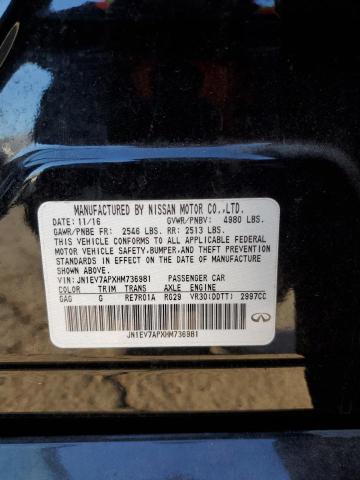 MANUFACTURED BY NISSAN MOTOR CO.,LTD.
DATE: 11/16 GVWR/PNBV: 4980 LBS.
GAWR/PNBE FR: 2546 LBS. RR: 2513 LBS.
THIS VEHICLE CONFORMS TO ALL APPLICABLE FEDERAL
MOTOR VEHICLE SAFETY,BUMPER,AND THEFT PREVENTION
STANDARDS IN EFFECT ON THE DATE OF MANUFACTURE
SHOWN ABOVE.
VIN: JN1EV7APXHM736981 PASSENGER CAR
COLOR TRIM TRANS AXLE ENGINE
GAG G RE7R01A RG29 VR30(DDTT) 2997CC
JN1EV7APXHM736981